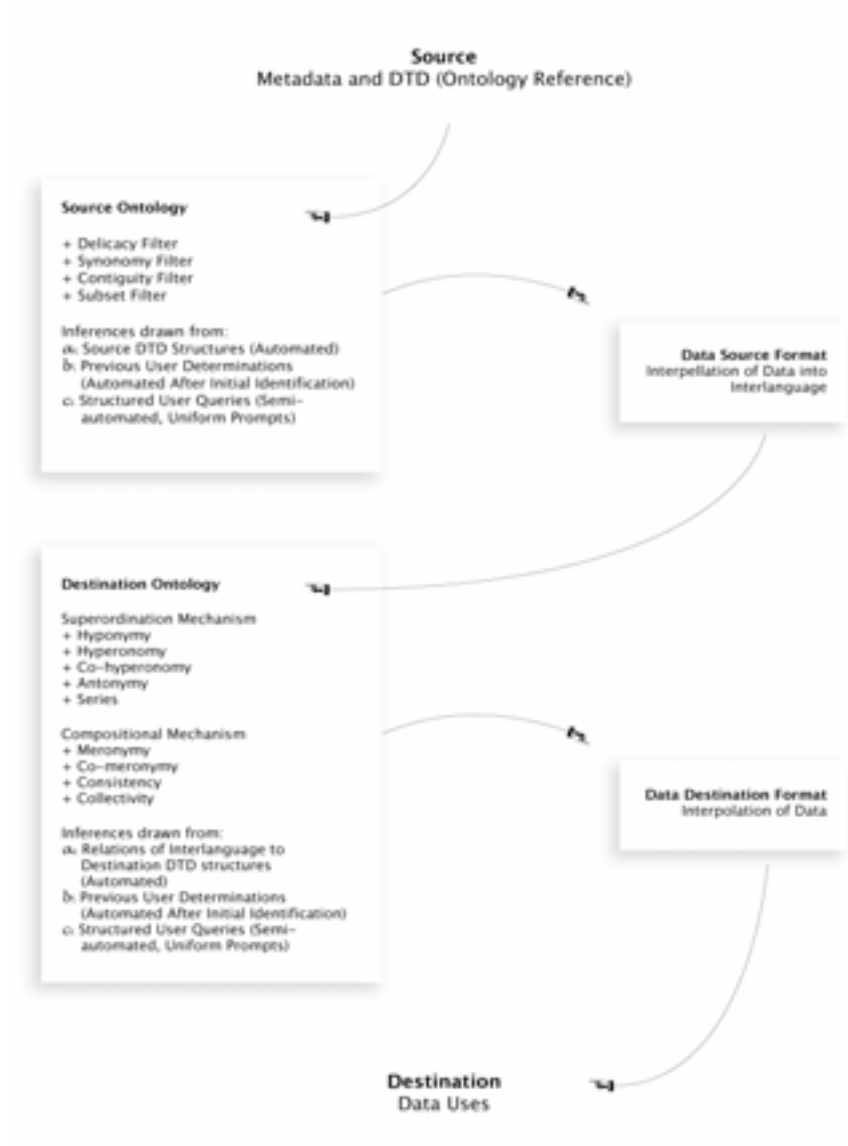 Source
Metadata and DTD (Ontology Reference)
Source Ontology
+ Delicacy Filter
+ Synonomy Filter
+ Contiguity Filter
+ Subset Filter
Inferences drawn from:
a: Source DTD Structures (Automated)
b: Previous User Determinations
(Automated After Initial Identification)
c: Structured User Queries (Semi-
automated, Uniform Prompts)
Data Source Format
Interpellation of Data into
Interlanguage
Destination Ontology
Superordination Mechanism
+ Hyponymy
+ Hyperonomy
+ Co-hyperonomy
+ Antonymy
+ Series
Compositional Mechanism
+ Meronymy
+ Co-meronymy
+ Consistency
+ Collectivity
Inferences drawn from:
a: Relations of Interlanguage to
Destination DTD structures
(Automated)
b: Previous User Determinations
(Automated After Initial Identification)
c: Structured User Queries (Semi-
automated, Uniform Prompts)
Data Destination Format
Interpolation of Data
Destination
Data Uses